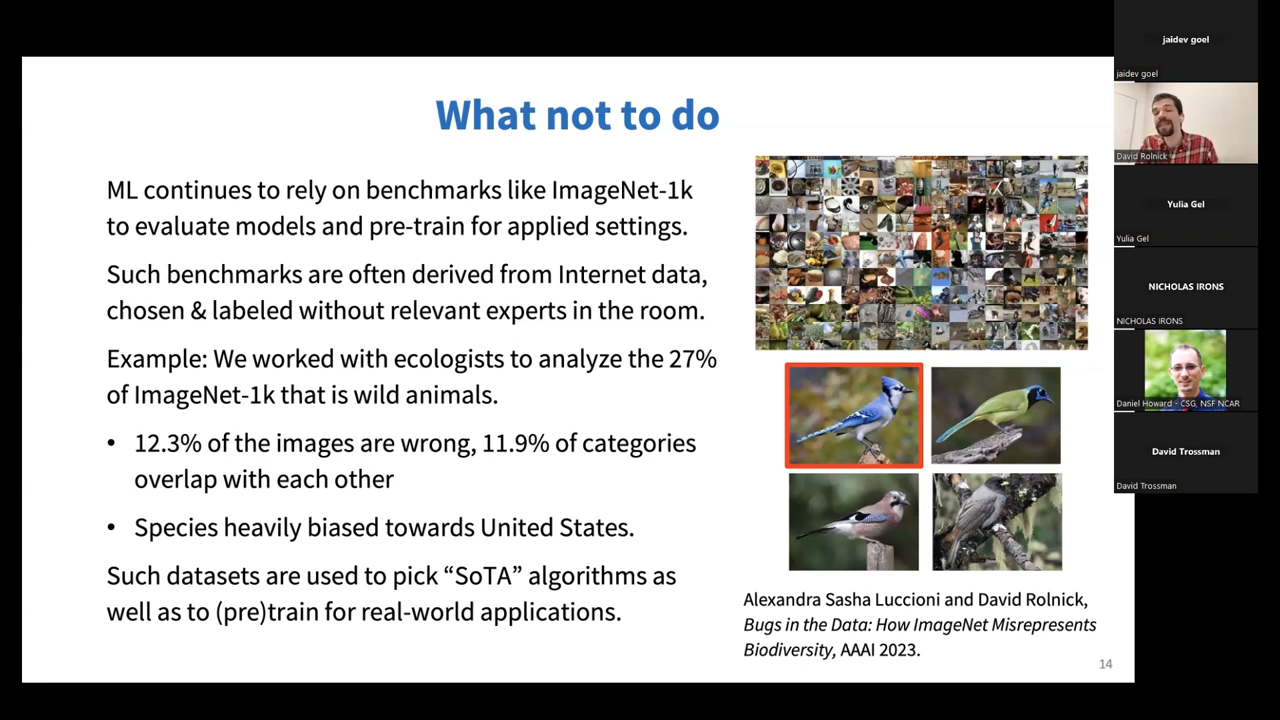 What not to do
ML continues to rely on benchmarks like ImageNet-1k
to evaluate models and pre-train for applied settings.
Such benchmarks are often derived from Internet data,
chosen & labeled without relevant experts in the room.
Example: We worked with ecologists to analyze the 27%
of ImageNet-1k that is wild animals.
• 12.3% of the images are wrong, 11.9% of categories
overlap with each other
• Species heavily biased towards United States.
Such datasets are used to pick “SoTA” algorithms as
well as to (pre)train for real-world applications.
Alexandra Sasha Luccioni and David Rolnick,
Bugs in the Data: How ImageNet Misrepresents
Biodiversity, AAAI 2023.
14
jaidev goel
jaidev goel
David Rolnick
Yulia Gel
Yulia Gel
NICHOLAS IRONS
NICHOLAS IRONS
Daniel Howard - CSG, NSF NCAR
David Trossman
David Trossman